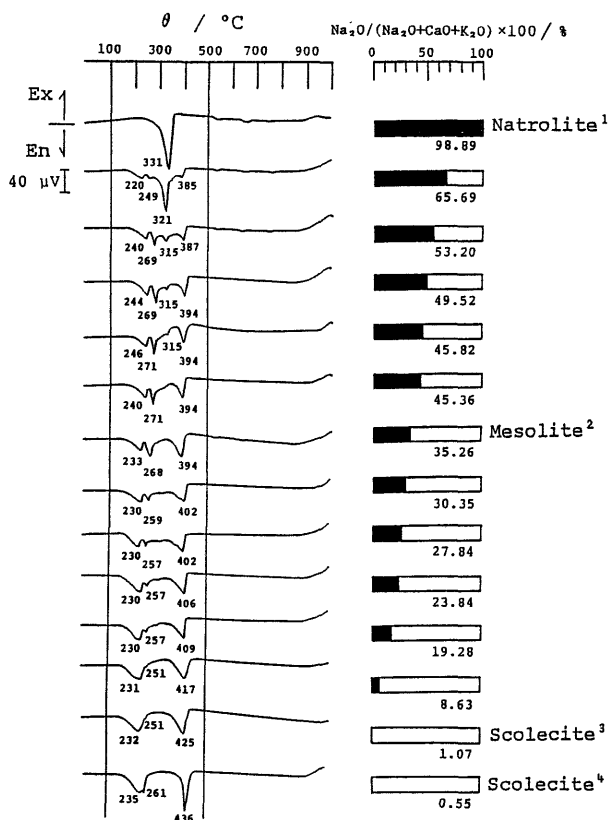 θ / °C
Na₂O/(Na₂O+CaO+K₂O) ×100 / %
100 300 500 700 900
0 50 100
Ex
En
40 μV
331
Natrolite¹
98.89
220 249 321 385
65.69
240 269 315 387
53.20
244 269 315 394
49.52
246 271 315 394
45.82
240 271 394
45.36
233 268 394
Mesolite²
35.26
230 259 402
30.35
230 257 402
27.84
230 257 406
23.84
230 257 409
19.28
231 251 417
8.63
232 251 425
Scolecite³
1.07
235 261 436
Scolecite⁴
0.55